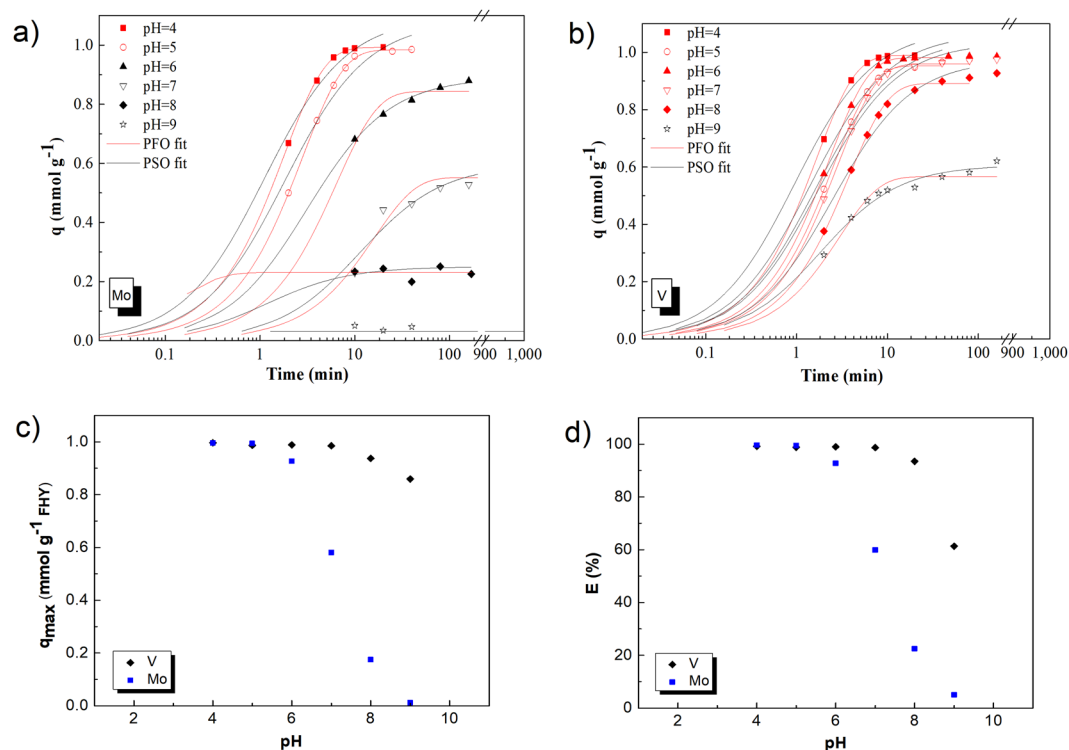 a)
pH=4
pH=5
pH=6
pH=7
pH=8
pH=9
PFO fit
PSO fit
Mo
q (mmol g-1)
1.0
0.8
0.6
0.4
0.2
0.0
0.1 1 10 100 900 1,000
Time (min)
b)
pH=4
pH=5
pH=6
pH=7
pH=8
pH=9
PFO fit
PSO fit
V
q (mmol g-1)
1.0
0.8
0.6
0.4
0.2
0.0
0.1 1 10 100 900 1,000
Time (min)
c)
qmax (mmol g-1 FHY)
1.0
0.8
0.6
0.4
0.2
0.0
V
Mo
2 4 6 8 10
pH
d)
E (%)
100
80
60
40
20
0
V
Mo
2 4 6 8 10
pH